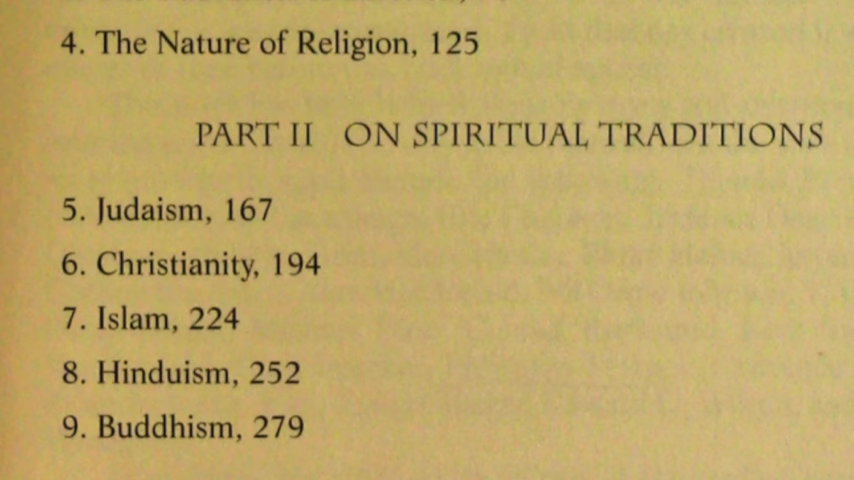 4. The Nature of Religion, 125
PART II ON SPIRITUAL TRADITIONS
5. Judaism, 167
6. Christianity, 194
7. Islam, 224
8. Hinduism, 252
9. Buddhism, 279